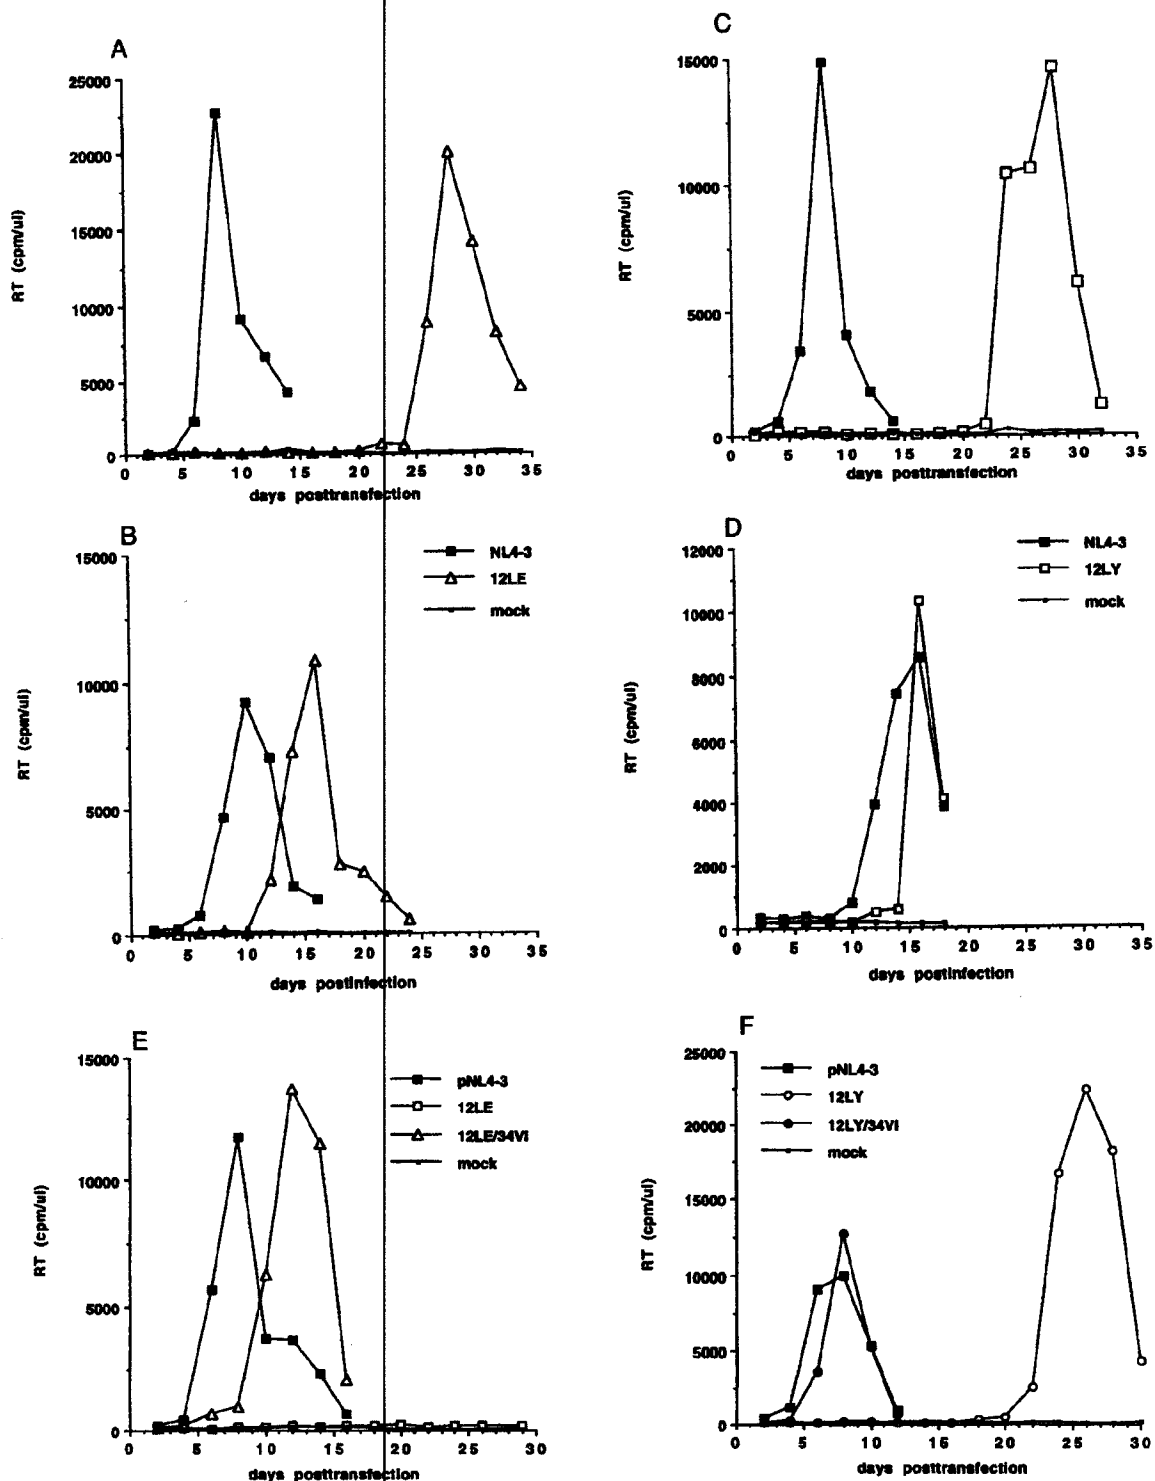 A
25000
20000
15000
10000
5000
0
RT (cpm/ul)
0 5 10 15 20 25 30 35
days posttransfection
C
15000
10000
5000
0
RT (cpm/ul)
0 5 10 15 20 25 30 35
days posttransfection
B
15000
10000
5000
0
RT (cpm/ul)
NL4-3
12LE
mock
0 5 10 15 20 25 30 35
days postinfection
D
12000
10000
8000
6000
4000
2000
0
RT (cpm/ul)
NL4-3
12LY
mock
0 5 10 15 20 25 30 35
days postinfection
E
15000
10000
5000
0
RT (cpm/ul)
pNL4-3
12LE
12LE/34VI
mock
0 5 10 15 20 25 30
days posttransfection
F
25000
20000
15000
10000
5000
0
RT (cpm/ul)
pNL4-3
12LY
12LY/34VI
mock
0 5 10 15 20 25 30
days posttransfection